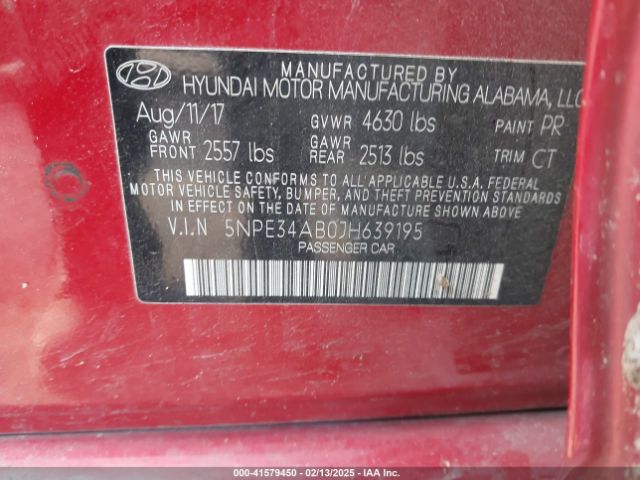 MANUFACTURED BY
HYUNDAI MOTOR MANUFACTURING ALABAMA, LLC
Aug/11/17 GVWR 4630 lbs PAINT PR
GAWR FRONT 2557 lbs GAWR REAR 2513 lbs TRIM CT
THIS VEHICLE CONFORMS TO ALL APPLICABLE U.S.A. FEDERAL
MOTOR VEHICLE SAFETY, BUMPER, AND THEFT PREVENTION STANDARDS
IN EFFECT ON THE DATE OF MANUFACTURE SHOWN ABOVE.
V.I.N 5NPE34AB0JH639195
PASSENGER CAR
000-41579450 - 02/13/2025 - IAA Inc.